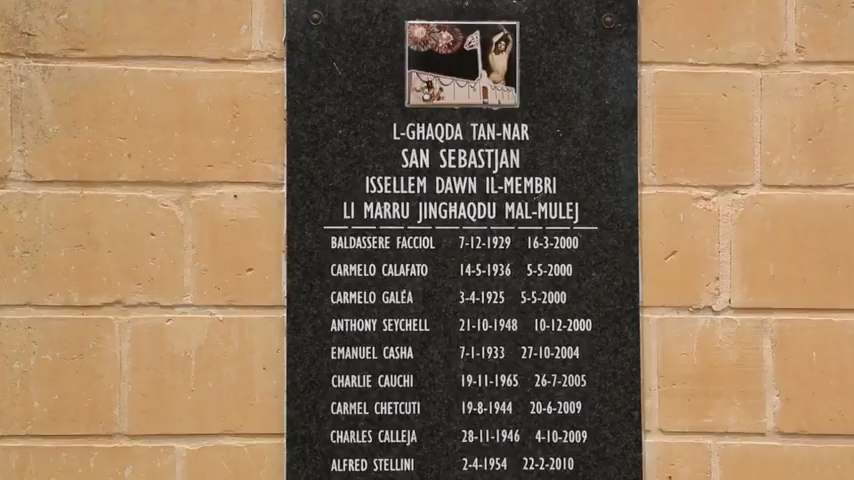 L-GHAQDA TAN-NAR
SAN SEBASTJAN
ISSELLEM DAWN IL-MEMBRI
LI MARRU JINGHAQDU MAL-MULEJ
BALDASSERE FACCIOL 7-12-1929 16-3-2000
CARMELO CALAFATO 14-5-1936 5-5-2000
CARMELO GALEA 3-4-1925 5-5-2000
ANTHONY SEYCHELL 21-10-1948 10-12-2000
EMANUEL CASHA 7-1-1933 27-10-2004
CHARLIE CAUCHI 19-11-1965 26-7-2005
CARMEL CHETCUTI 19-8-1944 20-6-2009
CHARLES CALLEJA 28-11-1946 4-10-2009
ALFRED STELLINI 2-4-1954 22-2-2010